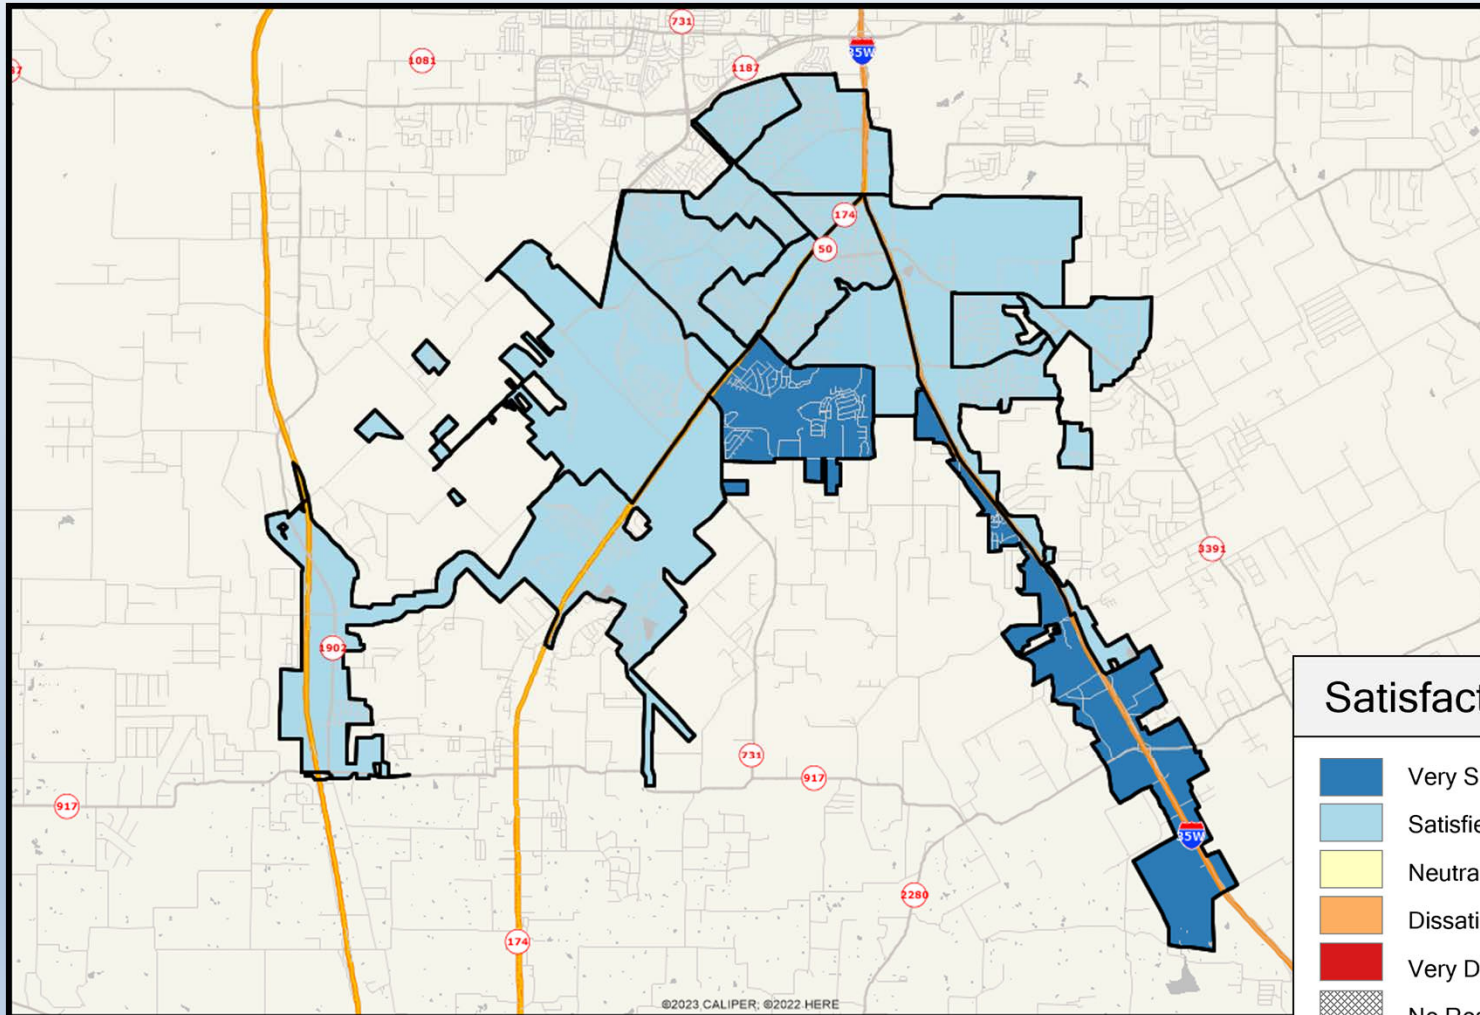 731
1081
1187
35W
174
50
3391
1902
731
917
917
35W
2280
174
©2023 CALIPER; ©2022 HERE
Satisfact
Very S
Satisfie
Neutra
Dissati
Very D